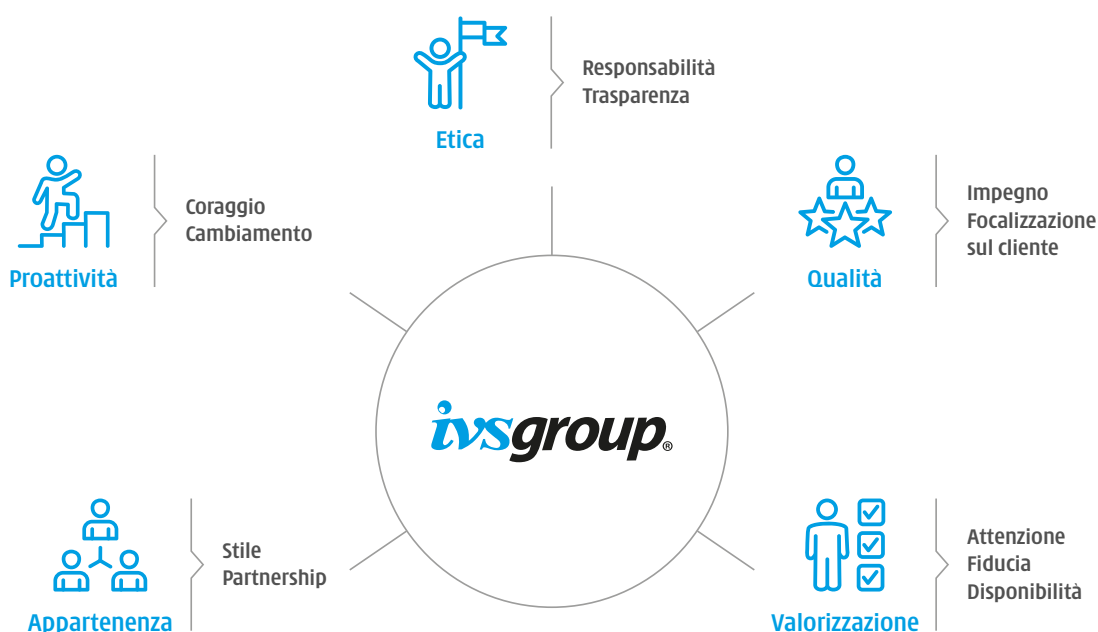 Responsabilità
Trasparenza
Etica
Coraggio
Cambiamento
Proattività
Impegno
Focalizzazione
sul cliente
Qualità
ivsgroup®
Stile
Partnership
Appartenenza
Attenzione
Fiducia
Disponibilità
Valorizzazione